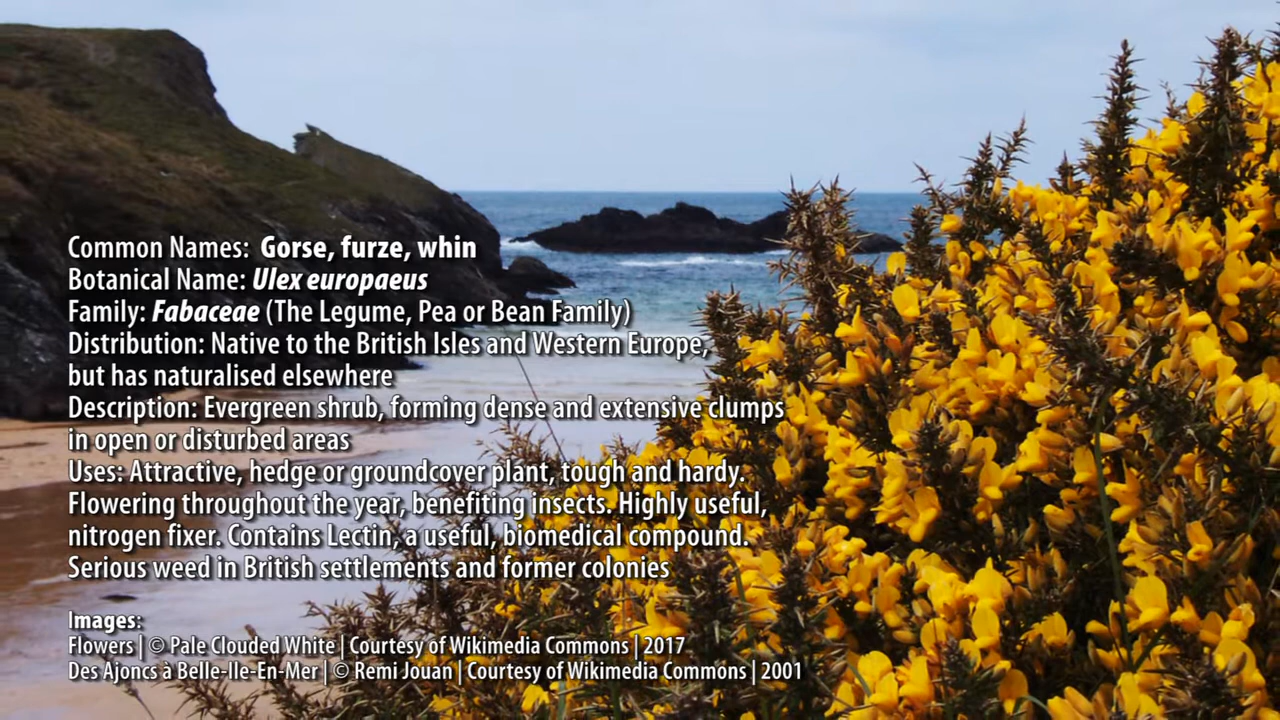 Common Names: Gorse, furze, whin
Botanical Name: Ulex europaeus
Family: Fabaceae (The Legume, Pea or Bean Family)
Distribution: Native to the British Isles and Western Europe,
but has naturalised elsewhere
Description: Evergreen shrub, forming dense and extensive clumps
in open or disturbed areas
Uses: Attractive, hedge or groundcover plant, tough and hardy.
Flowering throughout the year, benefiting insects. Highly useful,
nitrogen fixer. Contains Lectin, a useful, biomedical compound.
Serious weed in British settlements and former colonies
Images:
Flowers | © Pale Clouded White | Courtesy of Wikimedia Commons | 2017
Des Ajoncs à Belle-Ile-En-Mer | © Remi Jouan | Courtesy of Wikimedia Commons | 2001